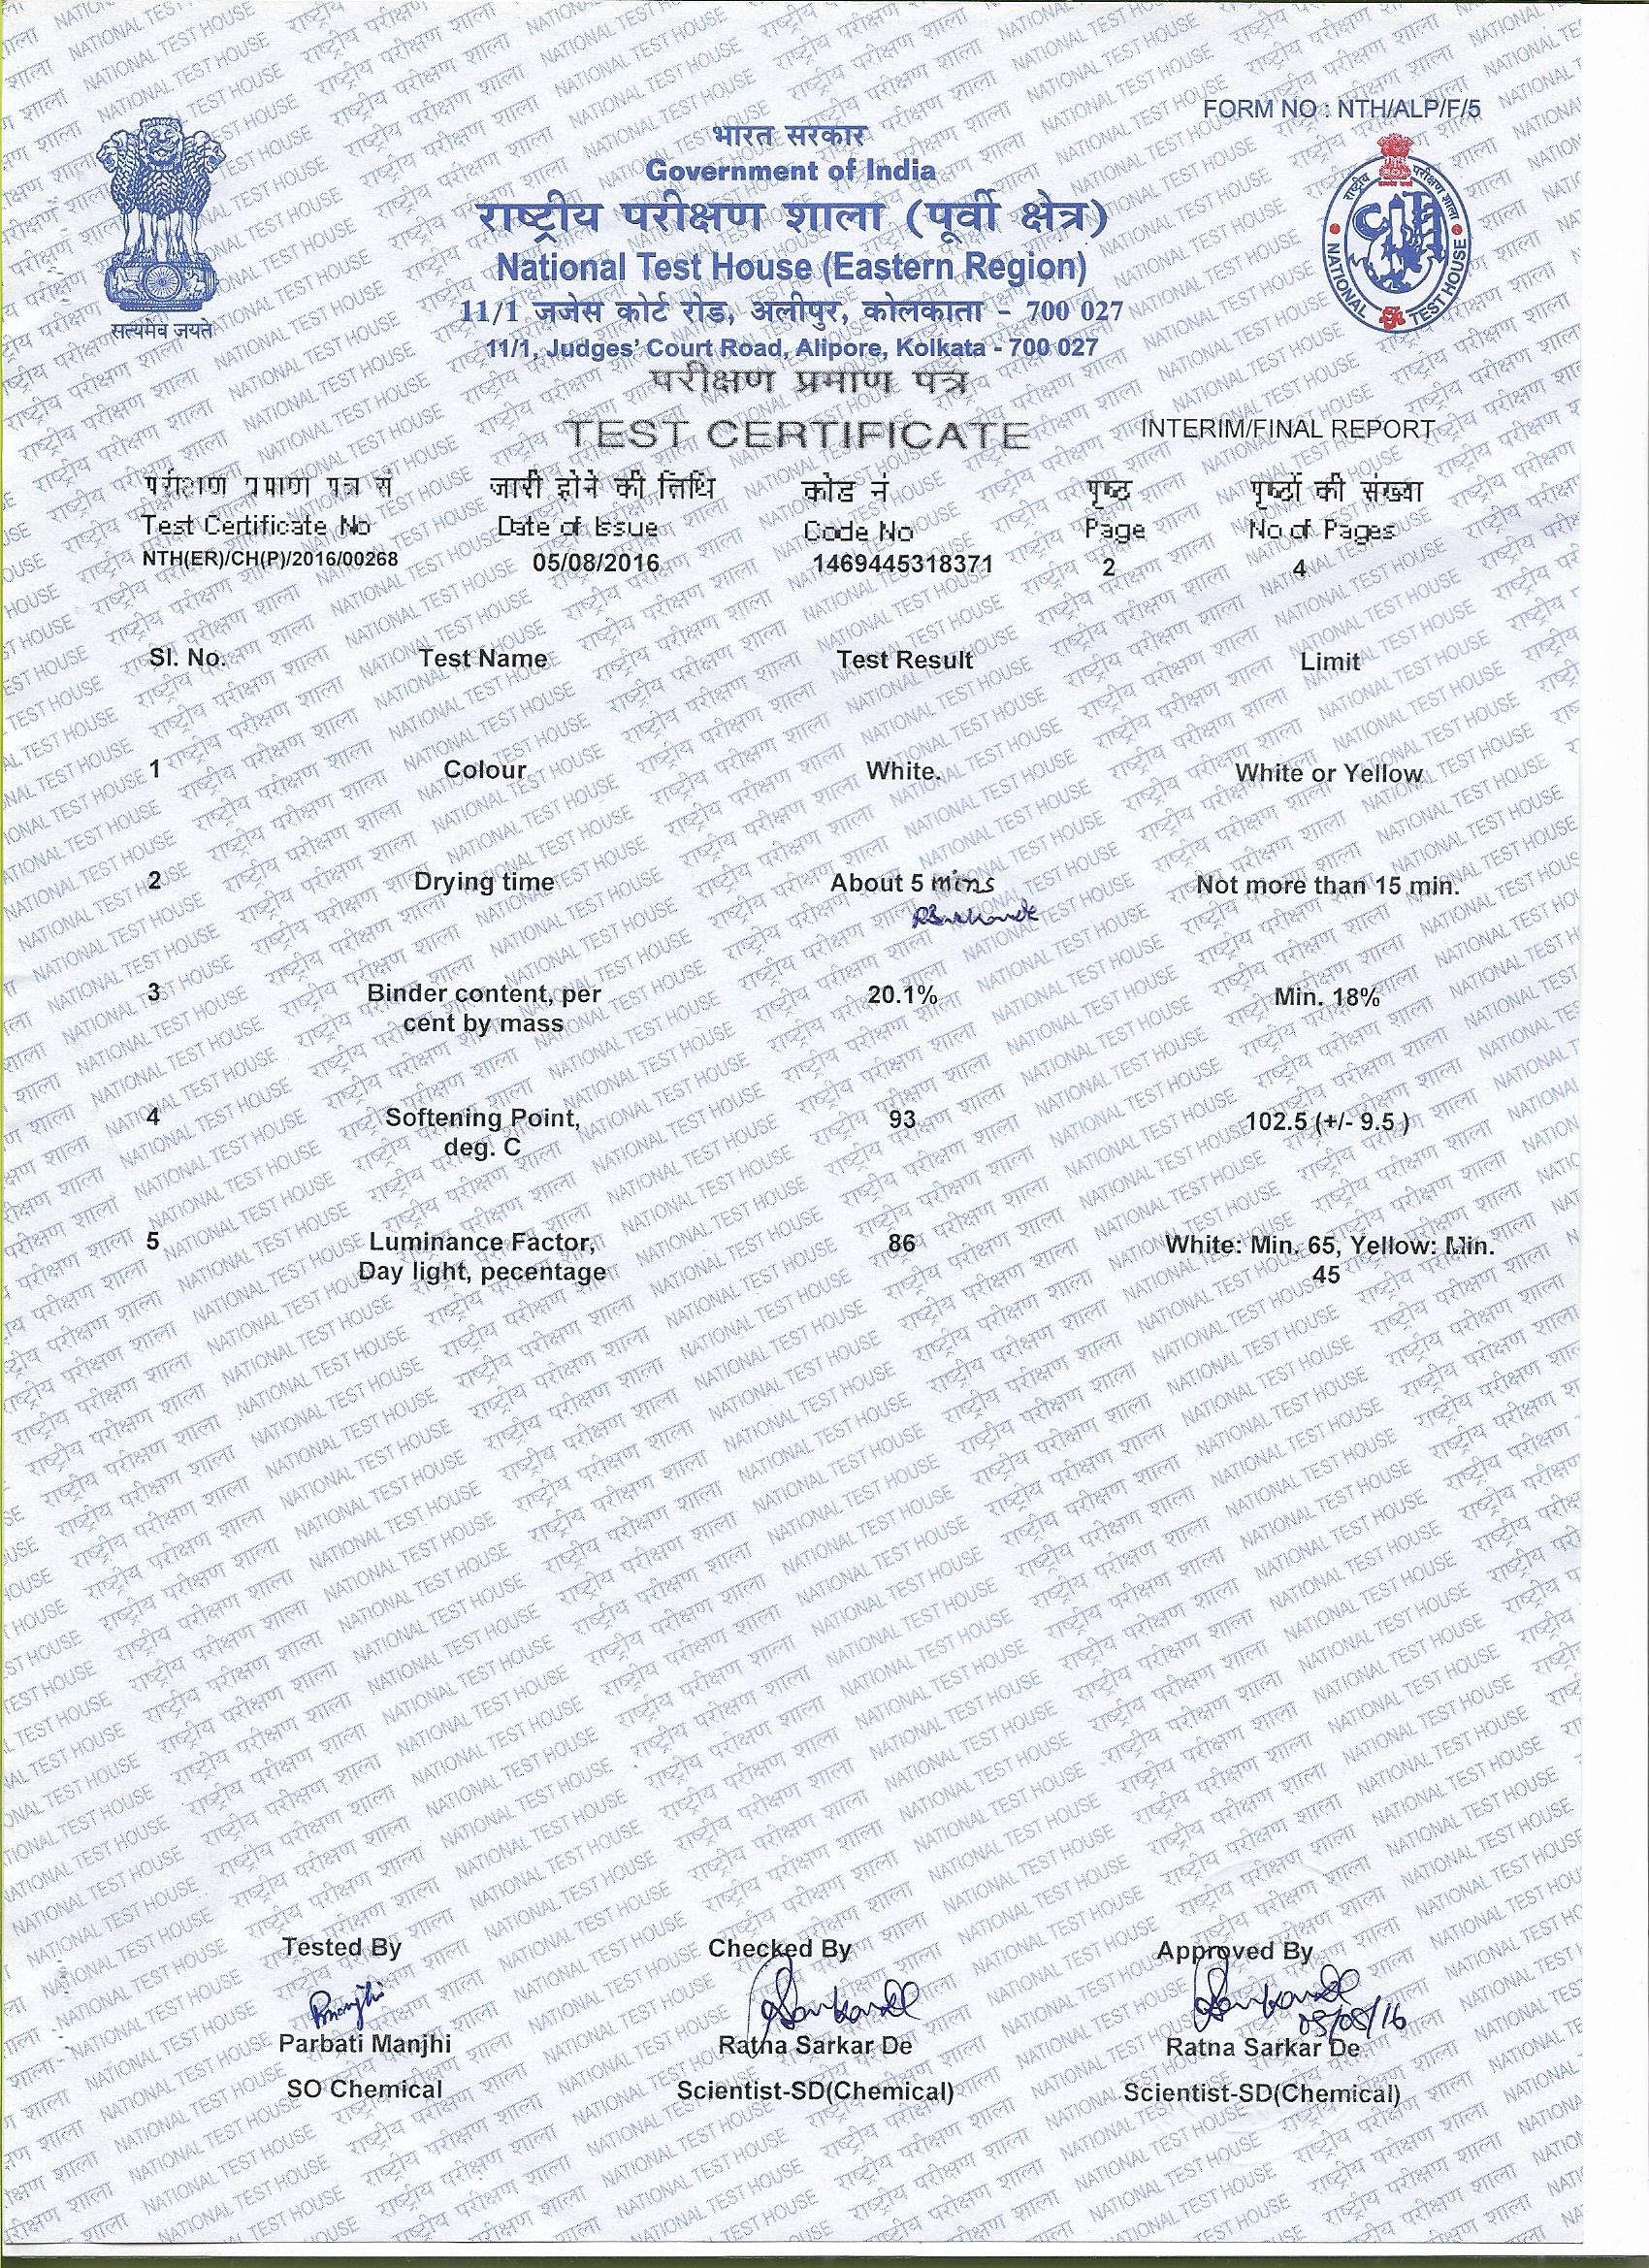 FORM NO : NTH/ALP/F/5
भारत सरकार
Government of India
राष्ट्रीय परीक्षण शाला (पूर्वी क्षेत्र)
National Test House (Eastern Region)
11/1 जजेस कोर्ट रोड, अलीपुर, कोलकाता - 700 027
11/1, Judges' Court Road, Alipore, Kolkata - 700 027
सत्यमेव जयते
राष्ट्रीय परीक्षण शाला
NATIONAL TEST HOUSE
परीक्षण प्रमाण पत्र
TEST CERTIFICATE
INTERIM/FINAL REPORT
परीक्षण प्रमाण पत्र सं जारी होने की तिथि कोड नं पृष्ठ पृष्ठों की संख्या
Test Certificate No Date of Issue Code No Page No of Pages
NTH(ER)/CH(P)/2016/00268 05/08/2016 1469445318371 2 4
Sl. No. Test Name Test Result Limit
1 Colour White. White or Yellow
2 Drying time About 5 mins Not more than 15 min.
3 Binder content, per 20.1% Min. 18%
cent by mass
4 Softening Point, 93 102.5 (+/- 9.5 )
deg. C
5 Luminance Factor, 86 White: Min. 65, Yellow: Min.
Day light, pecentage 45
Tested By Checked By Approved By
05/08/16
Parbati Manjhi Ratna Sarkar De Ratna Sarkar De
SO Chemical Scientist-SD(Chemical) Scientist-SD(Chemical)